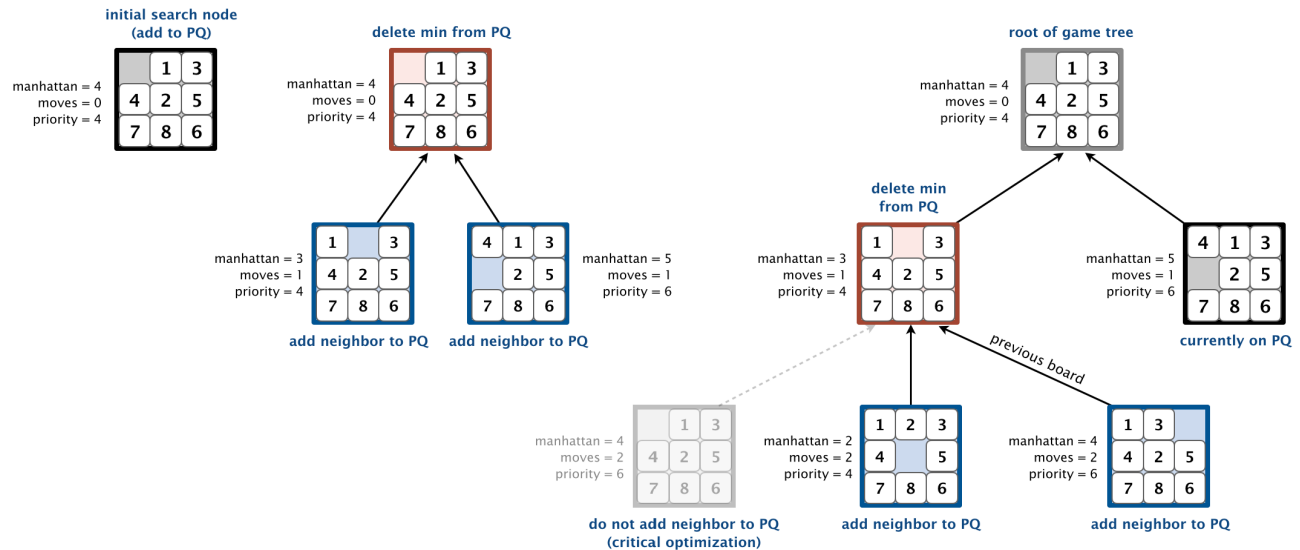 initial search node
(add to PQ)
manhattan = 4
moves = 0
priority = 4
1 3
4 2 5
7 8 6
delete min from PQ
manhattan = 4
moves = 0
priority = 4
1 3
4 2 5
7 8 6
manhattan = 3
moves = 1
priority = 4
1 3
4 2 5
7 8 6
add neighbor to PQ
4 1 3
2 5
7 8 6
manhattan = 5
moves = 1
priority = 6
add neighbor to PQ
root of game tree
manhattan = 4
moves = 0
priority = 4
1 3
4 2 5
7 8 6
delete min
from PQ
manhattan = 3
moves = 1
priority = 4
1 3
4 2 5
7 8 6
manhattan = 5
moves = 1
priority = 6
4 1 3
2 5
7 8 6
currently on PQ
previous board
manhattan = 4
moves = 2
priority = 6
1 3
4 2 5
7 8 6
do not add neighbor to PQ
(critical optimization)
manhattan = 2
moves = 2
priority = 4
1 2 3
4 5
7 8 6
add neighbor to PQ
manhattan = 4
moves = 2
priority = 6
1 3
4 2 5
7 8 6
add neighbor to PQ